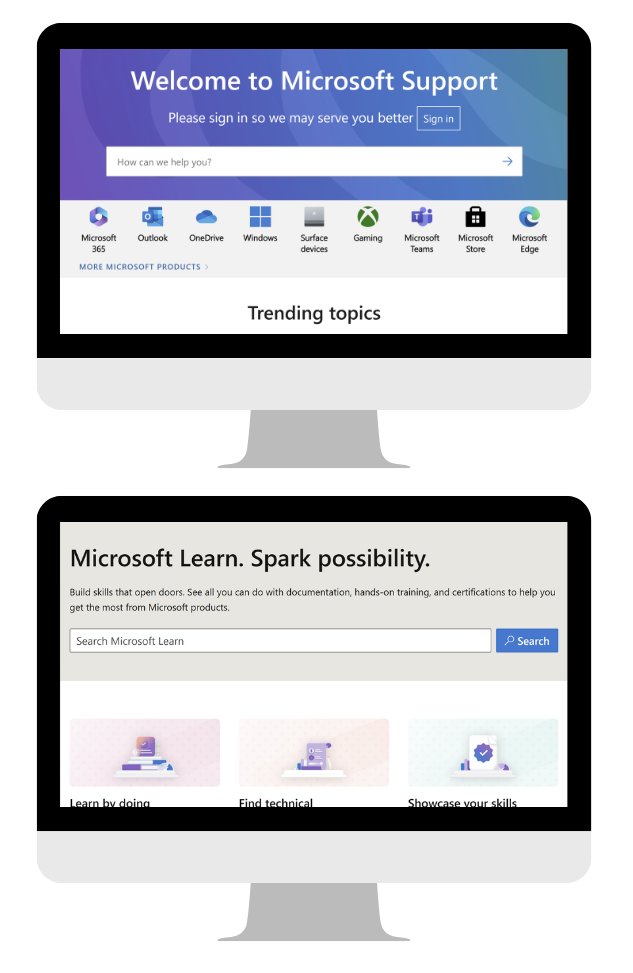 Welcome to Microsoft Support
Please sign in so we may serve you better Sign in
How can we help you?
Microsoft 365
Outlook
OneDrive
Windows
Surface devices
Gaming
Microsoft Teams
Microsoft Store
Microsoft Edge
MORE MICROSOFT PRODUCTS
Trending topics
Microsoft Learn. Spark possibility.
Build skills that open doors. See all you can do with documentation, hands-on training, and certifications to help you
get the most from Microsoft products.
Search Microsoft Learn
Search
Learn by doing
Find technical
Showcase your skills